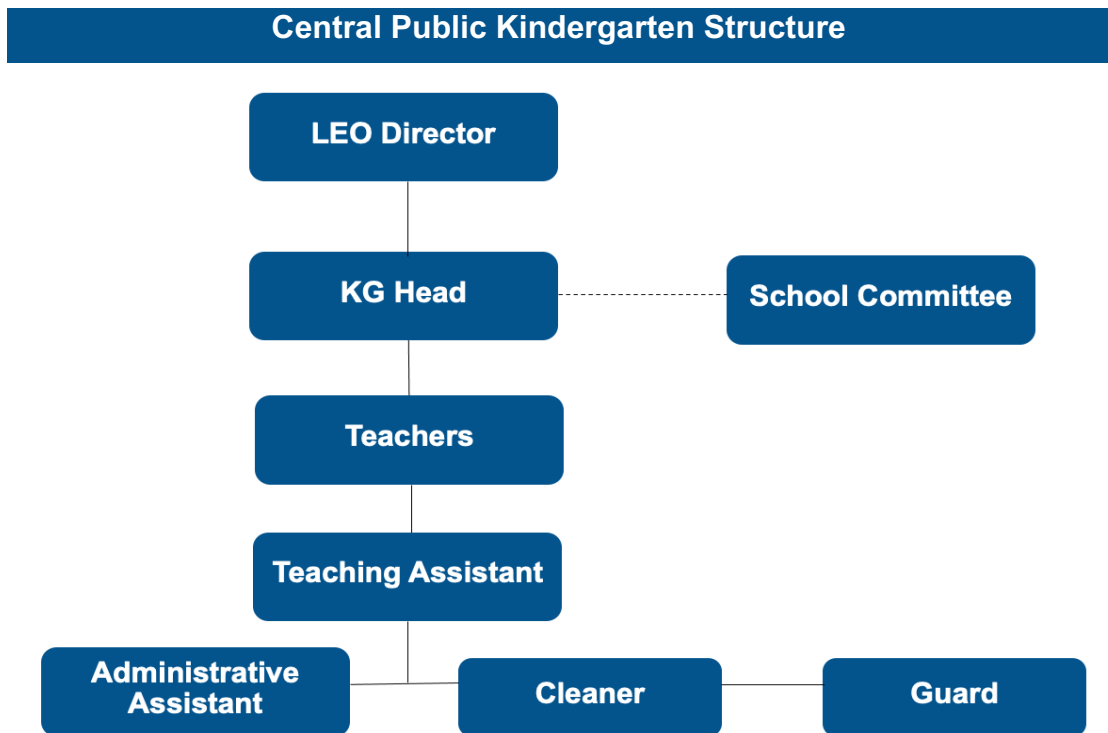 Central Public Kindergarten Structure
LEO Director
KG Head
School Committee
Teachers
Teaching Assistant
Administrative
Assistant
Cleaner
Guard